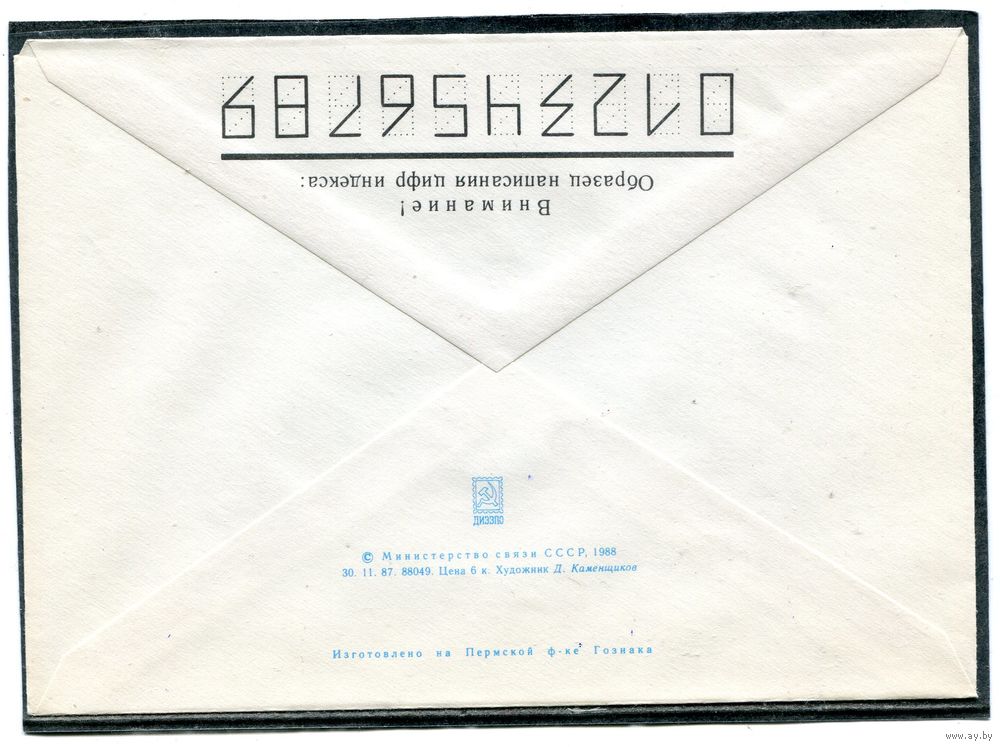 Внимание!
Образец написания цифр индекса:
0123456789
ДИЭЗПО
© Министерство связи СССР, 1988
30. 11. 87. 88049. Цена 6 к. Художник Д. Каменщиков
Изготовлено на Пермской ф-ке Гознака
www.ay.by